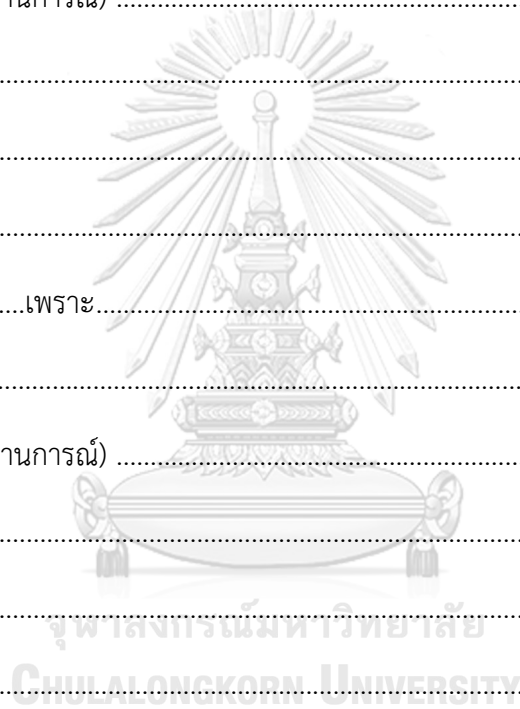 านการณ์) ............................................................
............................................................
............................................................
............................................................
....เพราะ............................................................
............................................................
านการณ์) ............................................................
............................................................
............................................................
จุฬาลงกรณ์มหาวิทยาลัย
............................................................
CHULALONGKORN UNIVERSITY